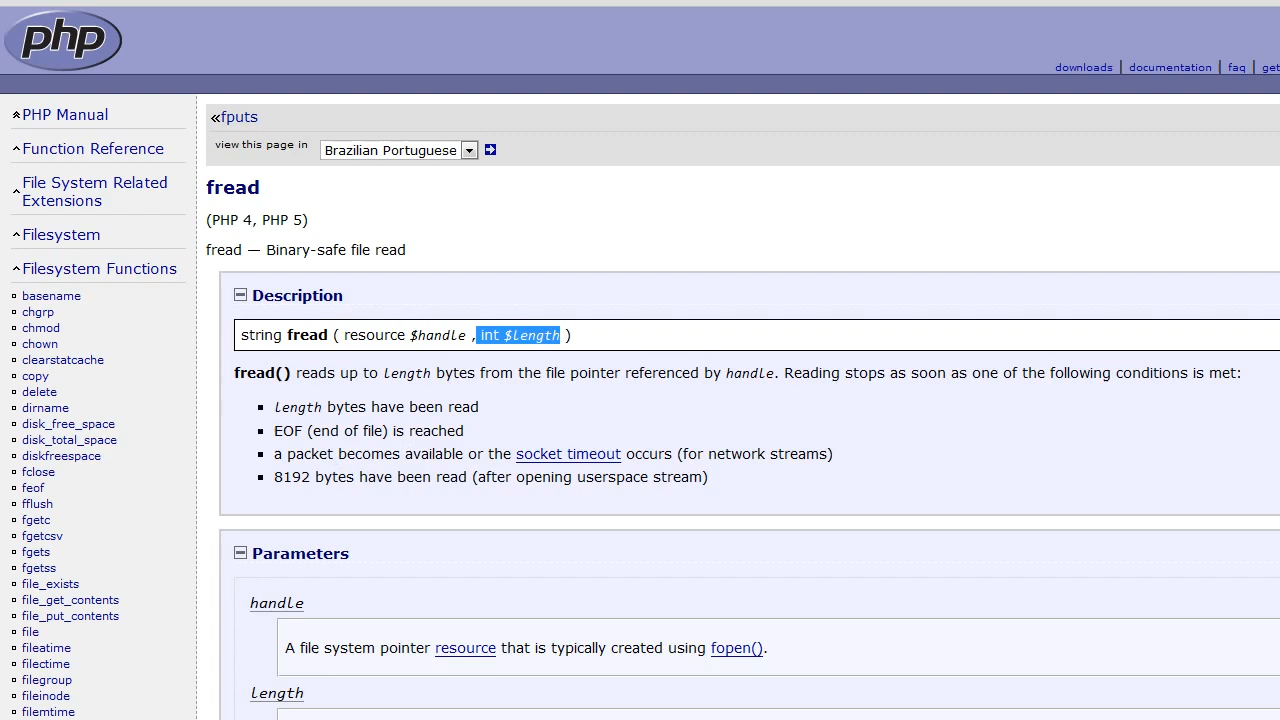 php
downloads | documentation | faq | get
PHP Manual
Function Reference
File System Related
Extensions
Filesystem
Filesystem Functions
basename
chgrp
chmod
chown
clearstatcache
copy
delete
dirname
disk_free_space
disk_total_space
diskfreespace
fclose
feof
fflush
fgetc
fgetcsv
fgets
fgetss
file_exists
file_get_contents
file_put_contents
file
fileatime
filectime
filegroup
fileinode
filemtime
«fputs
view this page in Brazilian Portuguese
fread
(PHP 4, PHP 5)
fread — Binary-safe file read
Description
string fread ( resource $handle , int $length )
fread() reads up to length bytes from the file pointer referenced by handle. Reading stops as soon as one of the following conditions is met:
length bytes have been read
EOF (end of file) is reached
a packet becomes available or the socket timeout occurs (for network streams)
8192 bytes have been read (after opening userspace stream)
Parameters
handle
A file system pointer resource that is typically created using fopen().
length